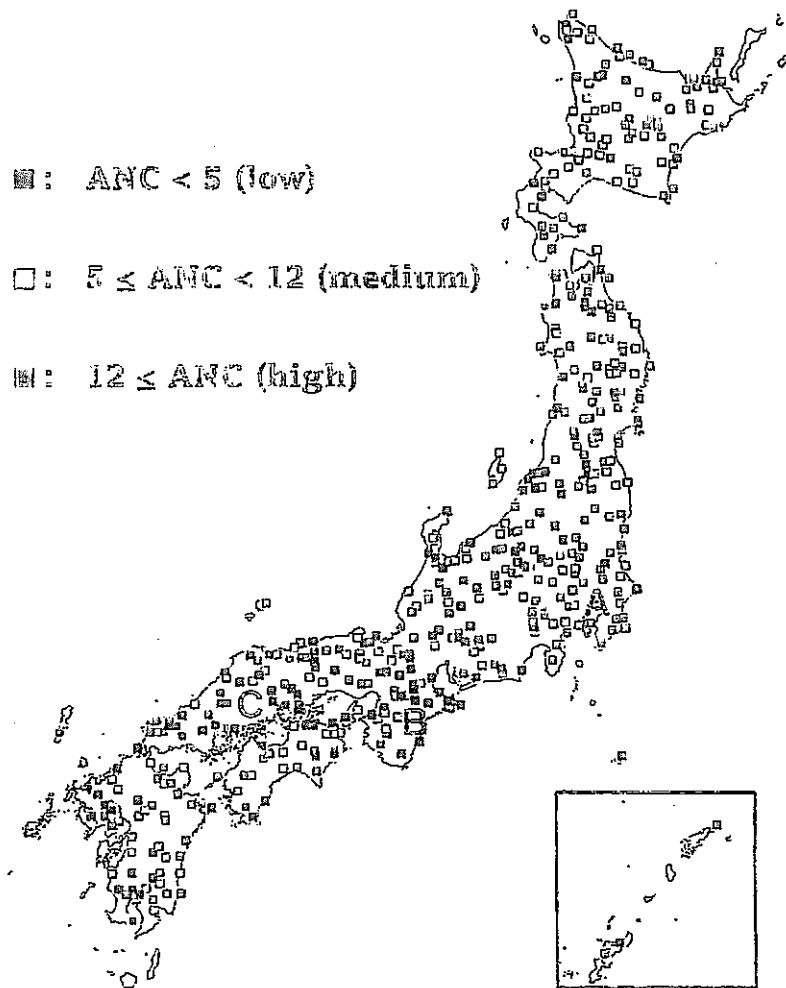 : ANC < 5 (low)
: 5 ≤ ANC < 12 (medium)
: 12 ≤ ANC (high)
A
C
B